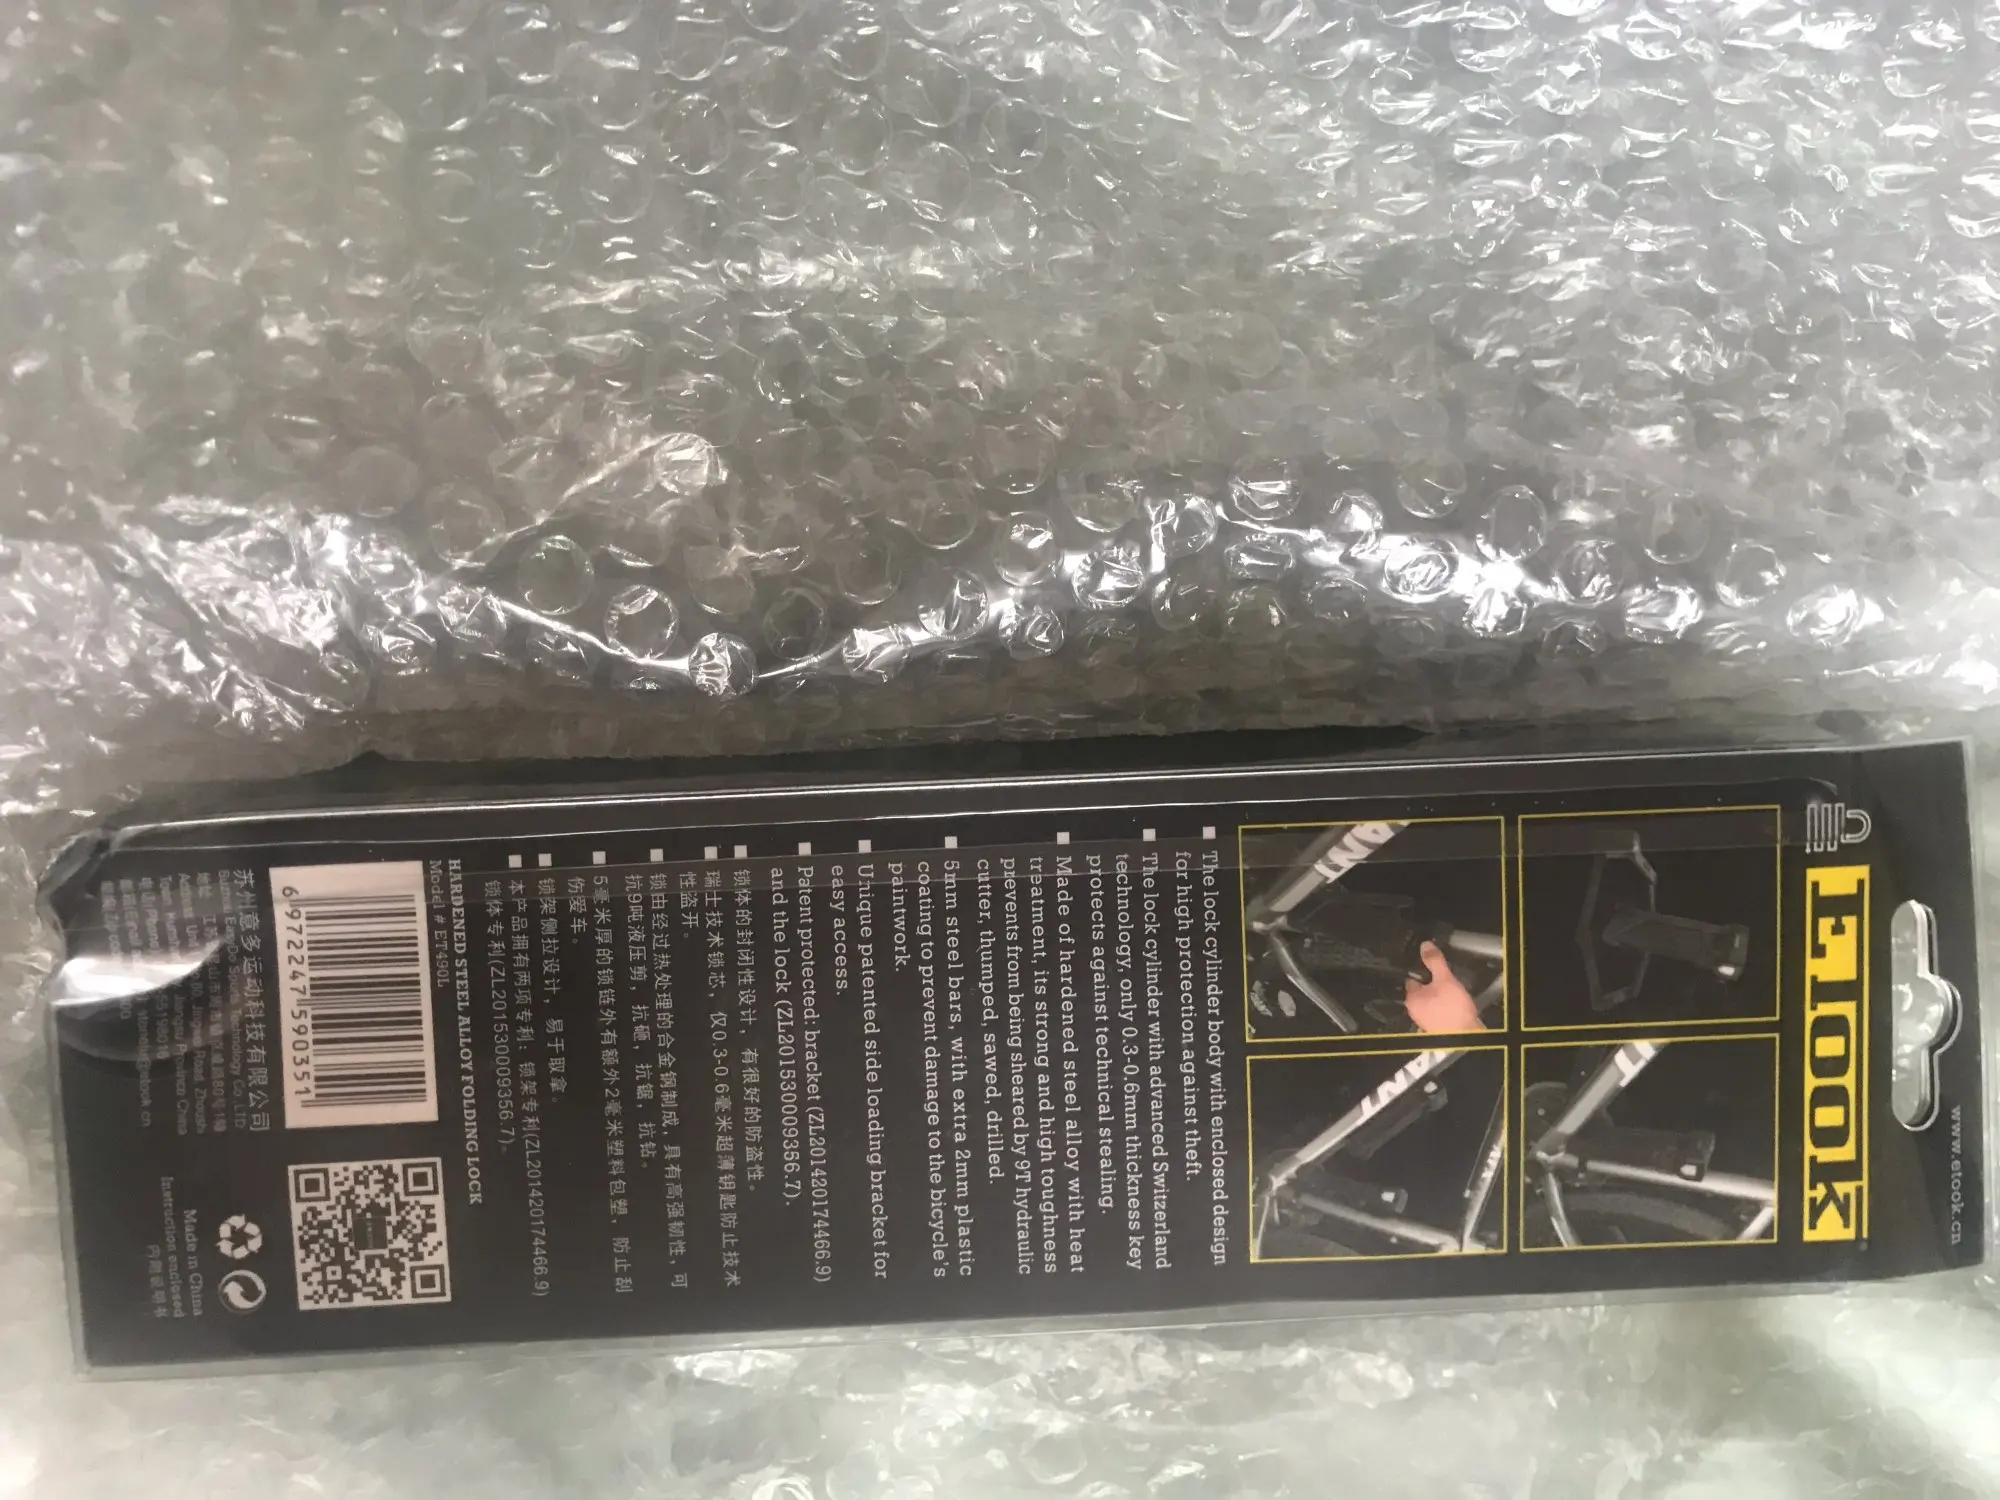 www.etook.cn
ETOOK
The lock cylinder body with enclosed design
for high protection against theft.
The lock cylinder with advanced Swizerland
technology, only 0.3-0.6mm thickness key
protects against technical stealing.
Made of hardened steel alloy with heat
treatment, its strong and high toughness
prevents from being sheared by 9T hydraulic
cutter, thumped, sawed, drilled.
5mm steel bars, with extra 2mm plastic
coating to prevent damage to the bicycle's
paintwork.
Unique patented side loading bracket for
easy access.
Patent protected: bracket (ZL201420174466.9)
and the lock (ZL201530009356.7).
锁体的封闭性设计，有很好的防盗性。
瑞士技术锁芯，仅0.3-0.6毫米超薄钥匙防止技术
性盗开。
锁由经过热处理的合金钢制成，具有高强韧性，可
抗9吨液压剪，抗砸，抗锯，抗钻。
5毫米厚的锁链外有额外2毫米塑料包塑，防止刮
伤爱车。
锁架侧拉设计，易于取拿。
本产品拥有两项专利：锁架专利(ZL201420174466.9)
锁体专利(ZL201530009356.7)。
HARDENED STEEL ALLOY FOLDING LOCK
Model # ET490L
6 972247 590351
苏州意多运动科技有限公司
Sports Technology Co., LTD
Made in China
Instruction enclosed
内附说明书